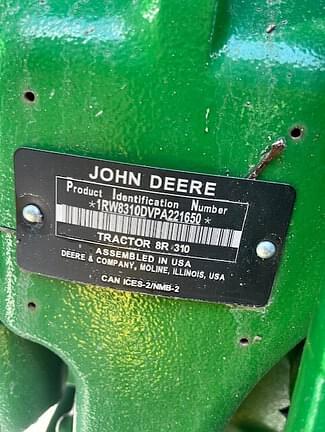 JOHN DEERE
Product Identification Number
*1RW8310DVPA221650*
TRACTOR 8R 310
ASSEMBLED IN USA
DEERE & COMPANY, MOLINE, ILLINOIS, USA
CAN ICES-2/NMB-2